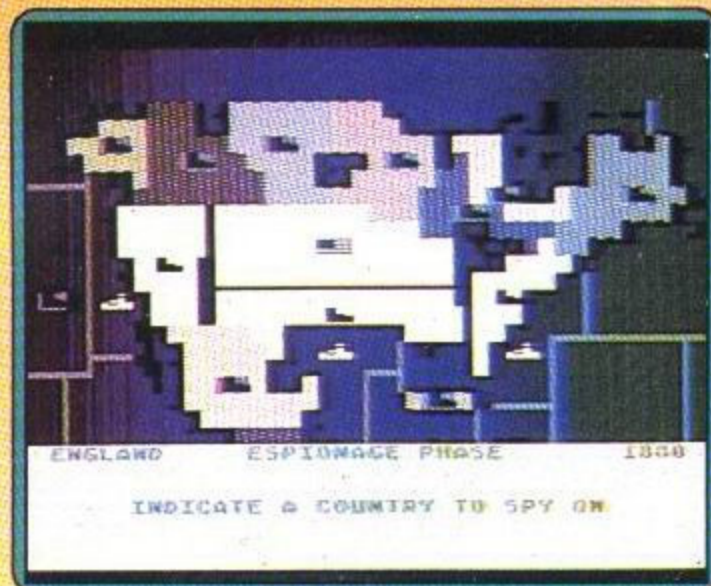 ENGLAND ESPIONAGE PHASE 1880
INDICATE A COUNTRY TO SPY ON